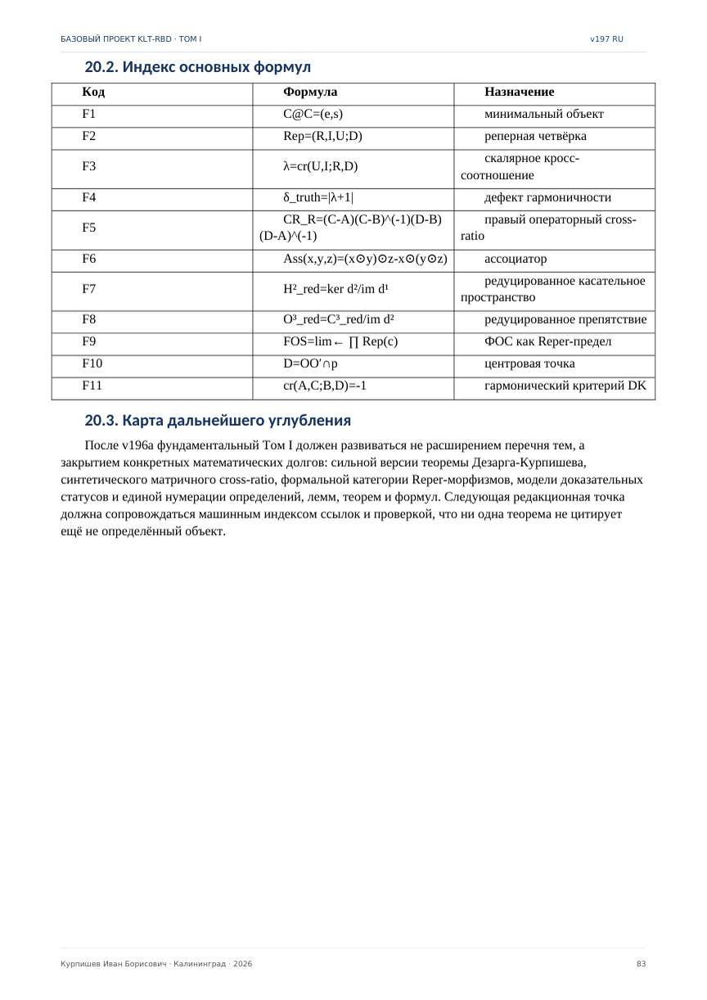 БАЗОВЫЙ ПРОЕКТ KLT-RBD · ТОМ I v197 RU
20.2. Индекс основных формул
Код Формула Назначение
F1 C@C=(e,s) минимальный объект
F2 Rep=(R,I,U;D) реперная четвёрка
F3 λ=cr(U,I;R,D) скалярное кросс-
соотношение
F4 δ_truth=|λ+1| дефект гармоничности
F5 CR_R=(C-A)(C-B)^(-1)(D-B)
(D-A)^(-1) правый операторный cross-
ratio
F6 Ass(x,y,z)=(x⊙y)⊙z-x⊙(y⊙z) ассоциатор
F7 H²_red=ker d²/im d¹ редуцированное касательное
пространство
F8 O³_red=C³_red/im d² редуцированное препятствие
F9 FOS=lim← ∏ Rep(c) ФОС как Reper-предел
F10 D=OO′∩p центровая точка
F11 cr(A,C;B,D)=-1 гармонический критерий DK
20.3. Карта дальнейшего углубления
После v196a фундаментальный Том I должен развиваться не расширением перечня тем, а
закрытием конкретных математических долгов: сильной версии теоремы Дезарга-Курпишева,
синтетического матричного cross-ratio, формальной категории Reper-морфизмов, модели доказательных
статусов и единой нумерации определений, лемм, теорем и формул. Следующая редакционная точка
должна сопровождаться машинным индексом ссылок и проверкой, что ни одна теорема не цитирует
ещё не определённый объект.
Курпишев Иван Борисович · Калининград · 2026 83